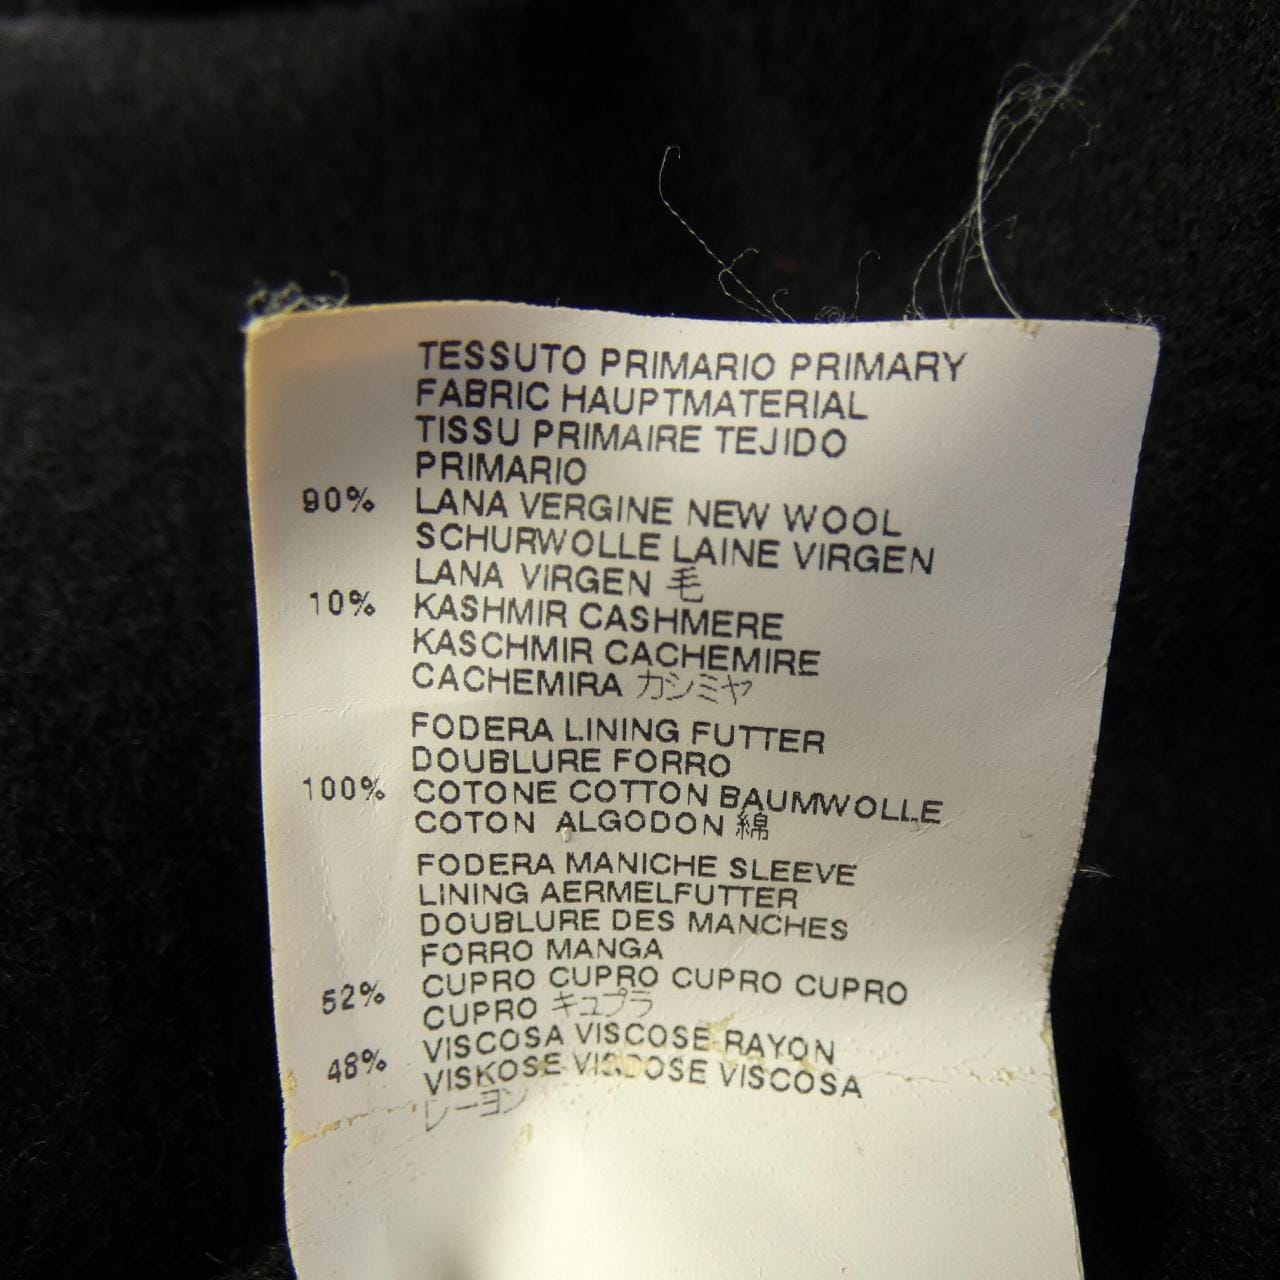 TESSUTO PRIMARIO PRIMARY
FABRIC HAUPTMATERIAL
TISSU PRIMAIRE TEJIDO
PRIMARIO
90% LANA VERGINE NEW WOOL
SCHURWOLLE LAINE VIRGEN
LANA VIRGEN 毛
10% KASHMIR CASHMERE
KASCHMIR CACHEMIRE
CACHEMIRA カシミヤ
FODERA LINING FUTTER
DOUBLURE FORRO
100% COTONE COTTON BAUMWOLLE
COTON ALGODON 綿
FODERA MANICHE SLEEVE
LINING AERMELFUTTER
DOUBLURE DES MANCHES
FORRO MANGA
52% CUPRO CUPRO CUPRO CUPRO
CUPRO キュプラ
48% VISCOSA VISCOSE RAYON
VISKOSE VISCOSE VISCOSA
レーヨン